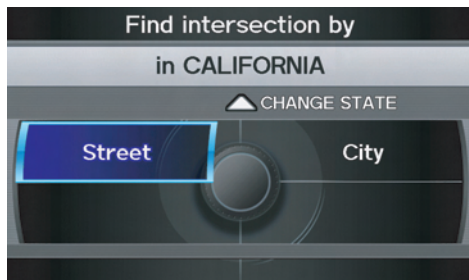 Find intersection by
in CALIFORNIA
CHANGE STATE
Street City